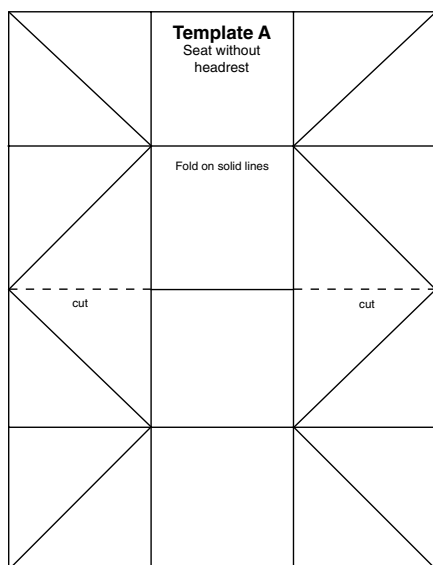 Template A
Seat without
headrest
Fold on solid lines
cut
cut